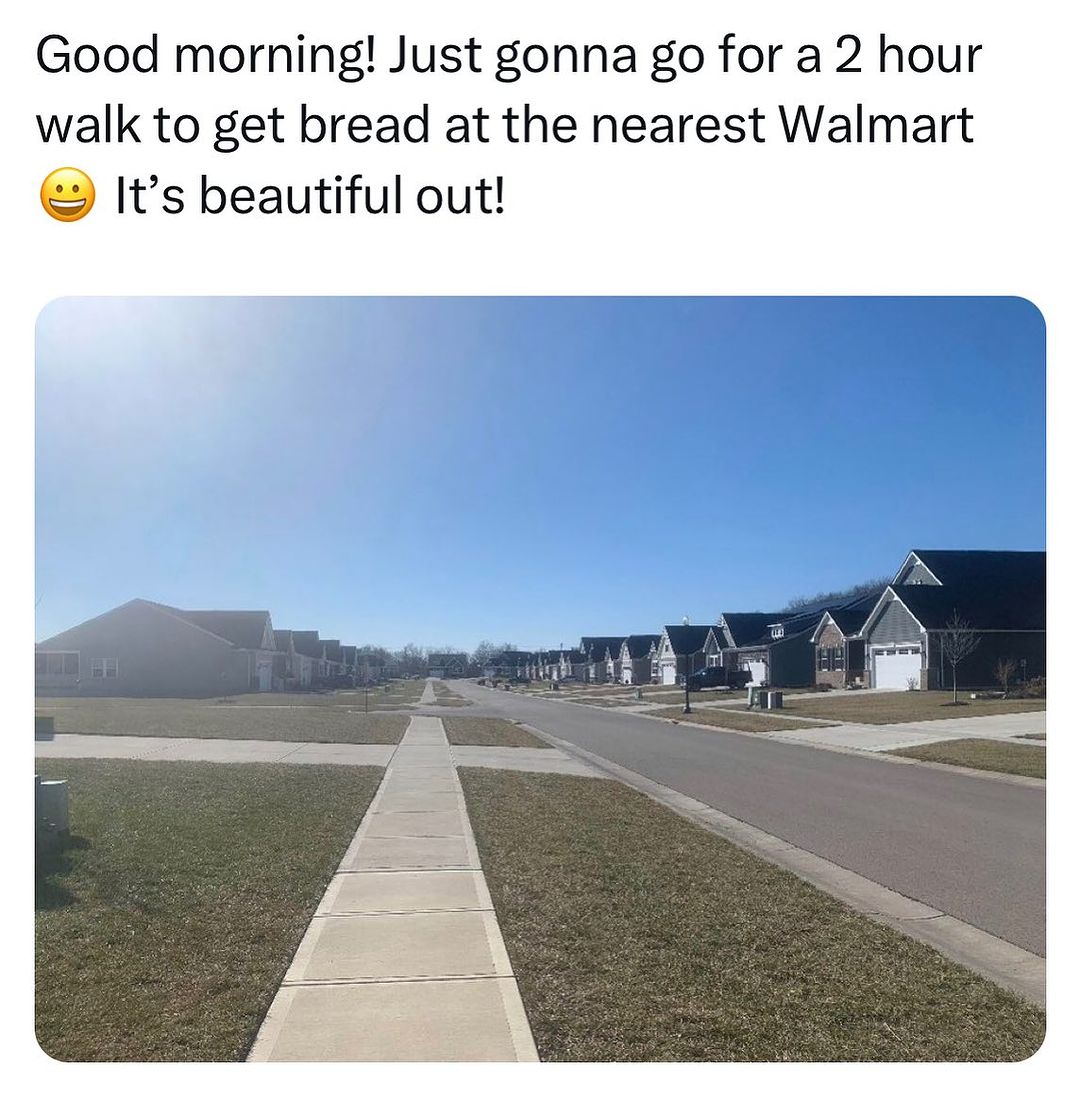 Good morning! Just gonna go for a 2 hour
walk to get bread at the nearest Walmart
😀 It’s beautiful out!